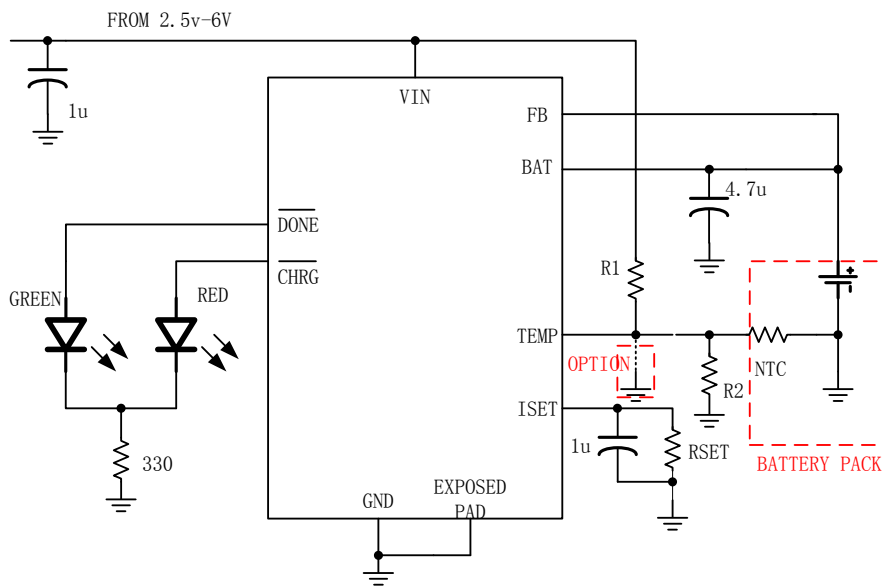 FROM 2.5v-6V
1u
VIN
FB
BAT
4.7u
DONE
CHRG
GREEN
RED
R1
+
TEMP
OPTION
NTC
R2
ISET
1u
RSET
330
BATTERY PACK
GND
EXPOSED
PAD